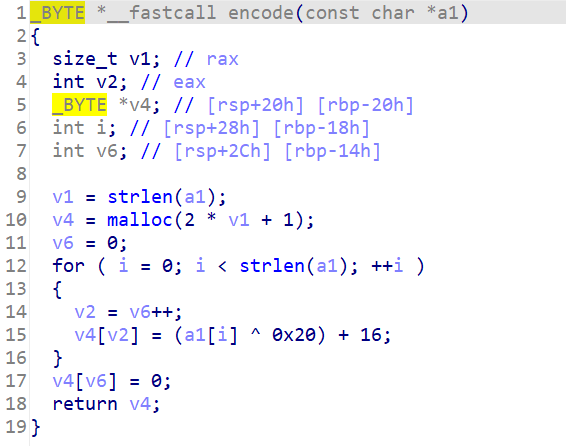 1 _BYTE *__fastcall encode(const char *a1)
2 {
3   size_t v1; // rax
4   int v2; // eax
5   _BYTE *v4; // [rsp+20h] [rbp-20h]
6   int i; // [rsp+28h] [rbp-18h]
7   int v6; // [rsp+2Ch] [rbp-14h]
8
9   v1 = strlen(a1);
10   v4 = malloc(2 * v1 + 1);
11   v6 = 0;
12   for ( i = 0; i < strlen(a1); ++i )
13   {
14     v2 = v6++;
15     v4[v2] = (a1[i] ^ 0x20) + 16;
16   }
17   v4[v6] = 0;
18   return v4;
19 }